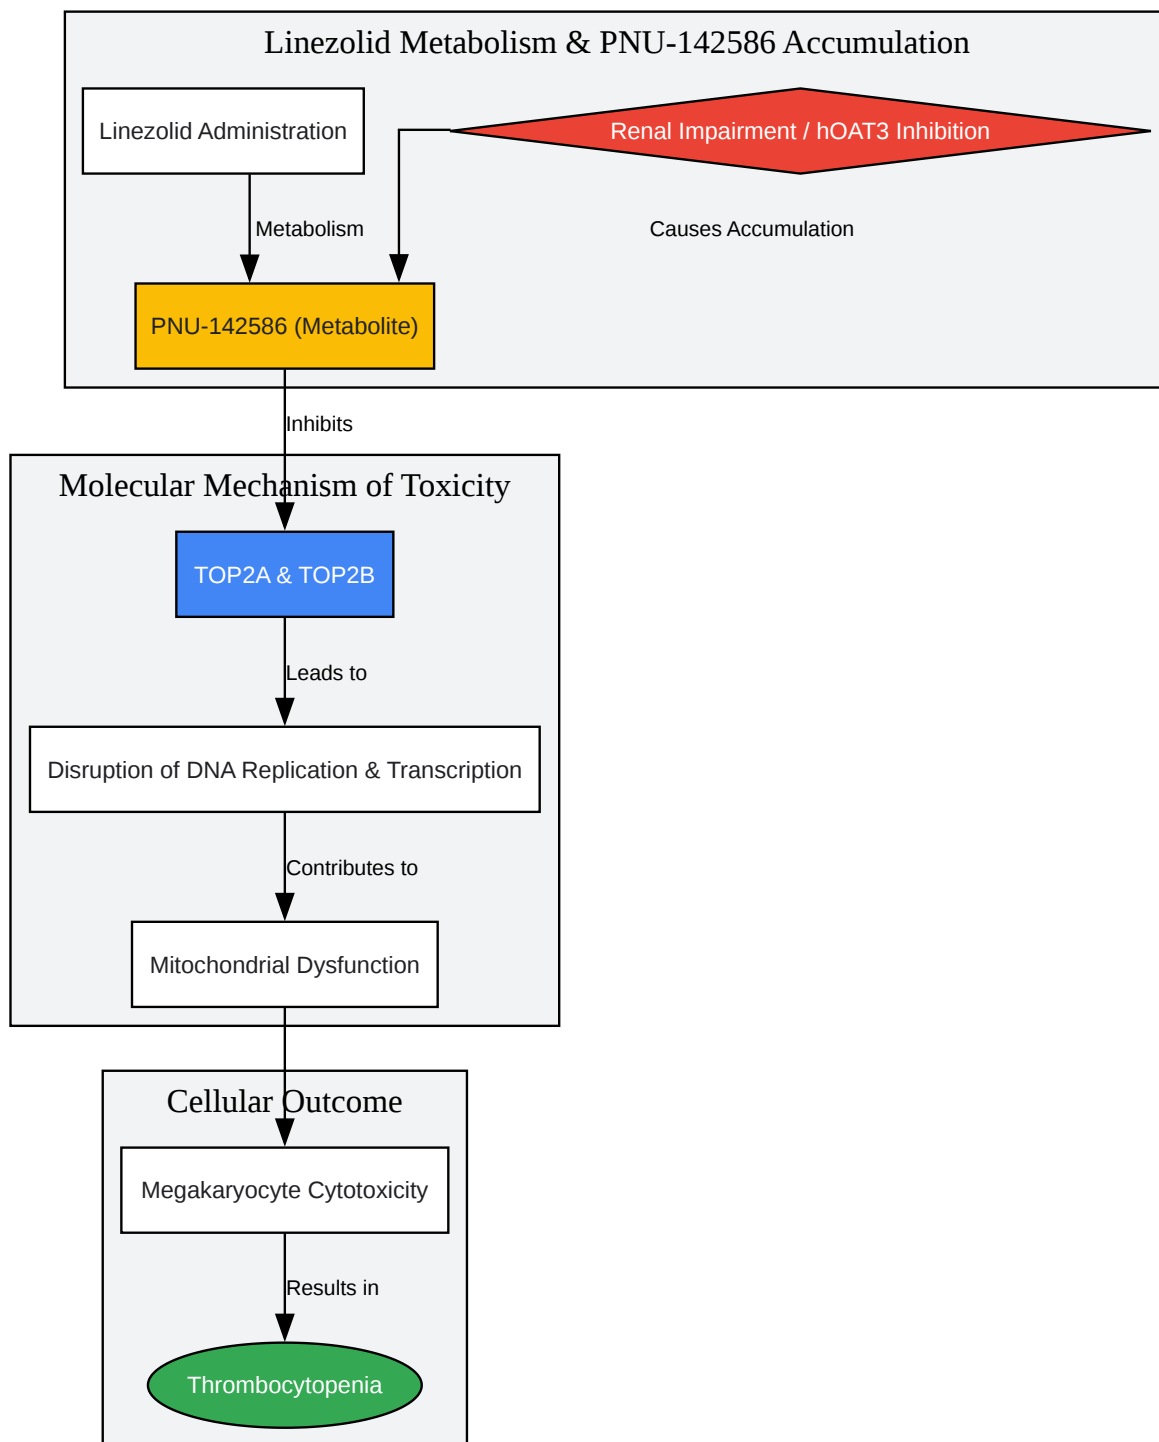 Linezolid Metabolism & PNU-142586 Accumulation
Linezolid Administration
Renal Impairment / hOAT3 Inhibition
Metabolism
Causes Accumulation
PNU-142586 (Metabolite)
Inhibits
Molecular Mechanism of Toxicity
TOP2A & TOP2B
Leads to
Disruption of DNA Replication & Transcription
Contributes to
Mitochondrial Dysfunction
Cellular Outcome
Megakaryocyte Cytotoxicity
Results in
Thrombocytopenia